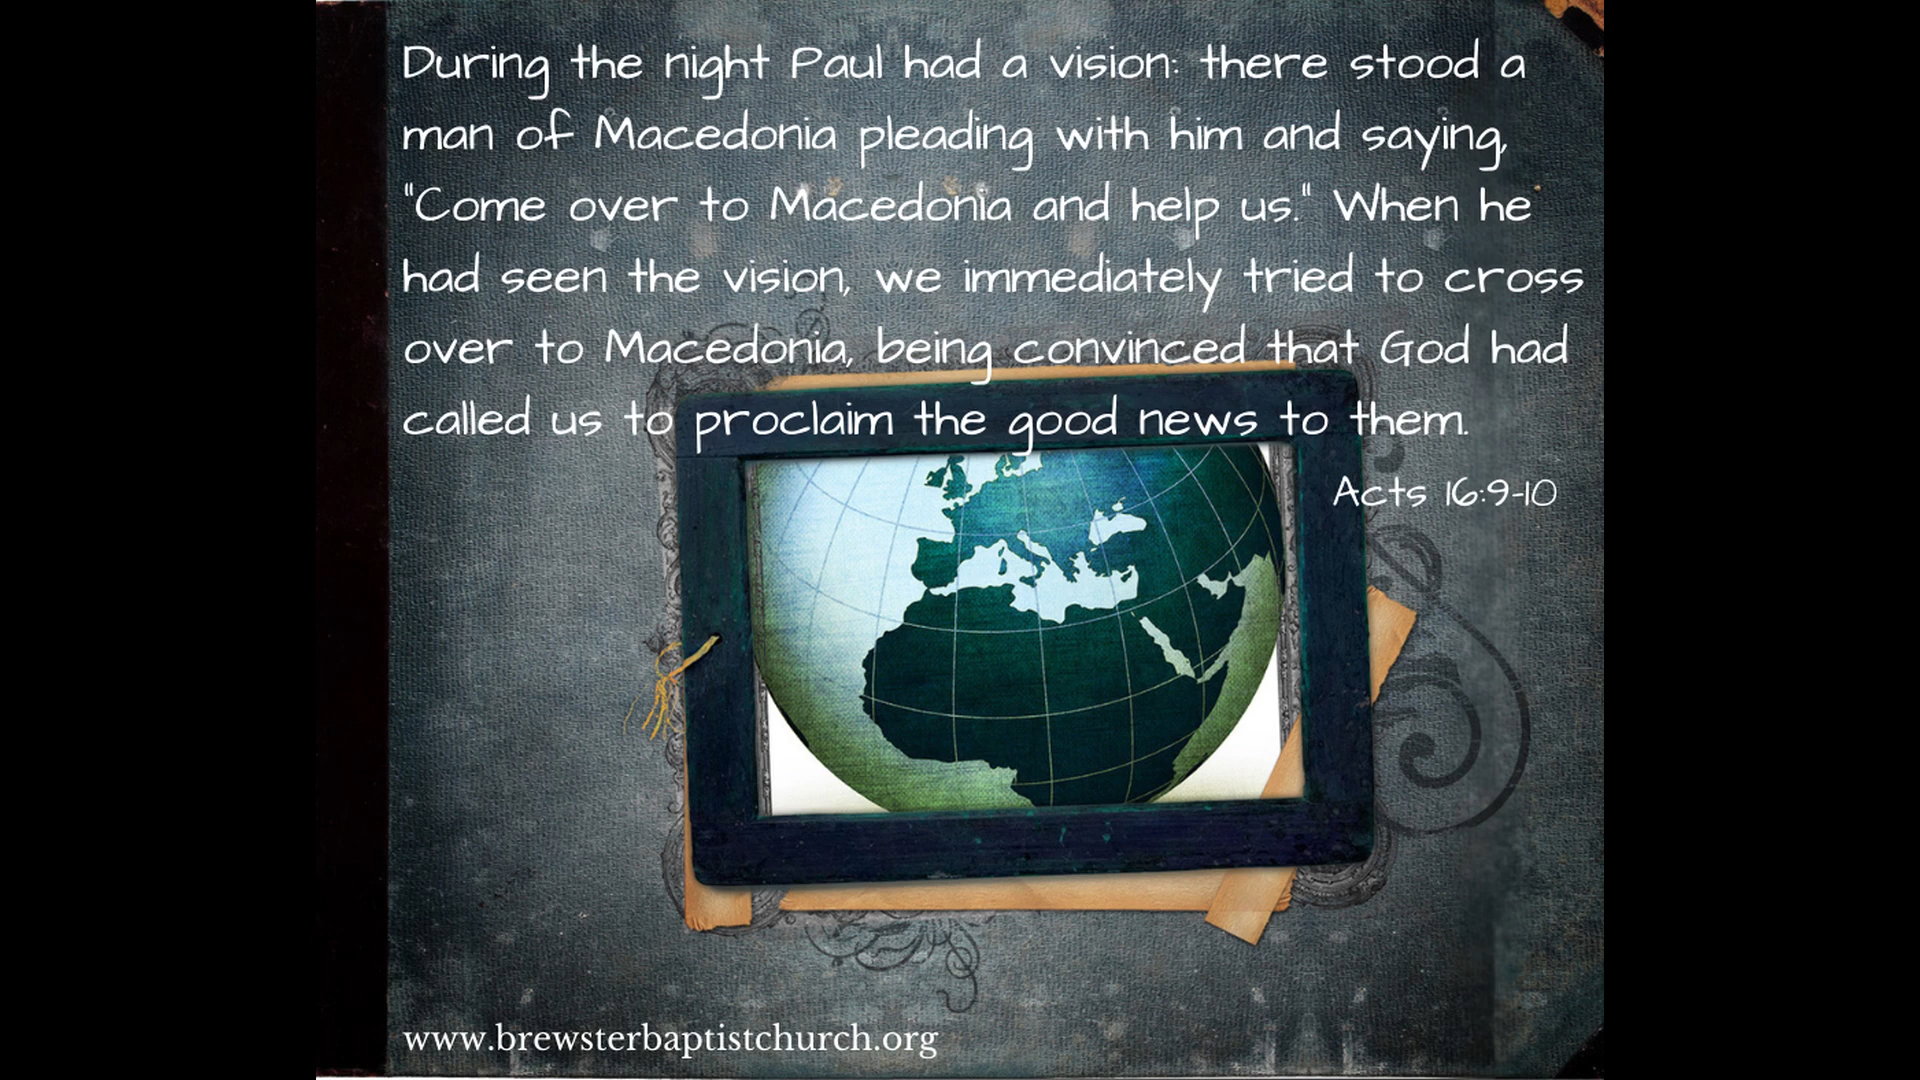 During the night Paul had a vision: there stood a
man of Macedonia pleading with him and saying,
"Come over to Macedonia and help us." When he
had seen the vision, we immediately tried to cross
over to Macedonia, being convinced that God had
called us to proclaim the good news to them.
Acts 16:9-10
www.brewsterbaptistchurch.org